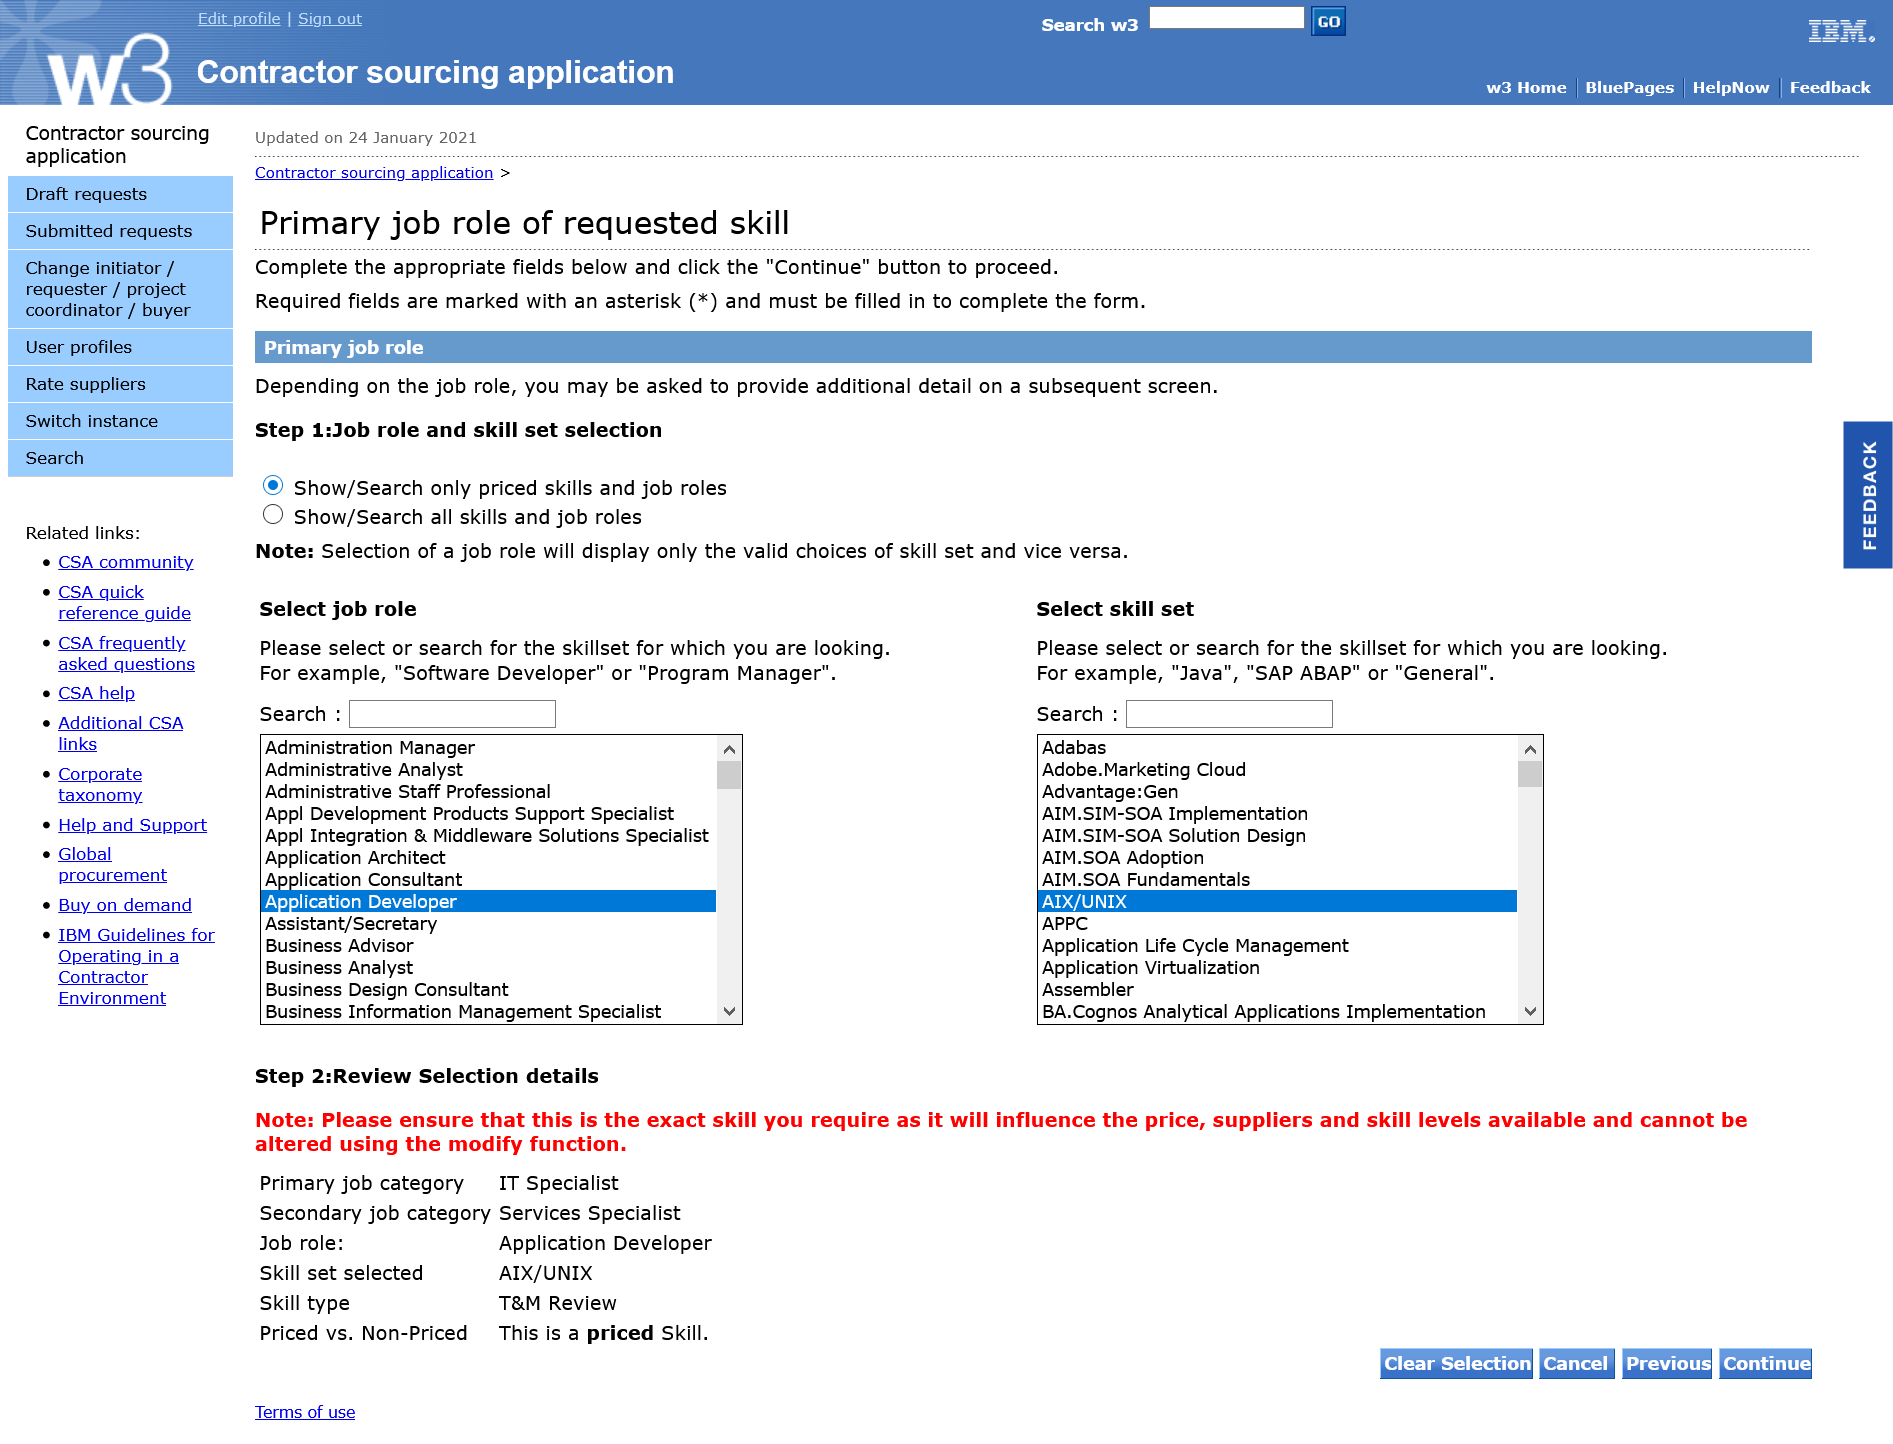 Edit profile | Sign out
Search w3
GO
IBM.
w3
Contractor sourcing application
w3 Home
BluePages
HelpNow
Feedback
Contractor sourcing
application
Draft requests
Submitted requests
Change initiator /
requester / project
coordinator / buyer
User profiles
Rate suppliers
Switch instance
Search
Related links:
CSA community
CSA quick
reference guide
CSA frequently
asked questions
CSA help
Additional CSA
links
Corporate
taxonomy
Help and Support
Global
procurement
Buy on demand
IBM Guidelines for
Operating in a
Contractor
Environment
Updated on 24 January 2021
Contractor sourcing application >
Primary job role of requested skill
Complete the appropriate fields below and click the "Continue" button to proceed.
Required fields are marked with an asterisk (*) and must be filled in to complete the form.
Primary job role
Depending on the job role, you may be asked to provide additional detail on a subsequent screen.
Step 1:Job role and skill set selection
Show/Search only priced skills and job roles
Show/Search all skills and job roles
Note: Selection of a job role will display only the valid choices of skill set and vice versa.
Select job role
Please select or search for the skillset for which you are looking.
For example, "Software Developer" or "Program Manager".
Search :
Administration Manager
Administrative Analyst
Administrative Staff Professional
Appl Development Products Support Specialist
Appl Integration & Middleware Solutions Specialist
Application Architect
Application Consultant
Application Developer
Assistant/Secretary
Business Advisor
Business Analyst
Business Design Consultant
Business Information Management Specialist
Select skill set
Please select or search for the skillset for which you are looking.
For example, "Java", "SAP ABAP" or "General".
Search :
Adabas
Adobe.Marketing Cloud
Advantage:Gen
AIM.SIM-SOA Implementation
AIM.SIM-SOA Solution Design
AIM.SOA Adoption
AIM.SOA Fundamentals
AIX/UNIX
APPC
Application Life Cycle Management
Application Virtualization
Assembler
BA.Cognos Analytical Applications Implementation
FEEDBACK
Step 2:Review Selection details
Note: Please ensure that this is the exact skill you require as it will influence the price, suppliers and skill levels available and cannot be
altered using the modify function.
Primary job category IT Specialist
Secondary job category Services Specialist
Job role: Application Developer
Skill set selected AIX/UNIX
Skill type T&M Review
Priced vs. Non-Priced This is a priced Skill.
Clear Selection Cancel Previous Continue
Terms of use